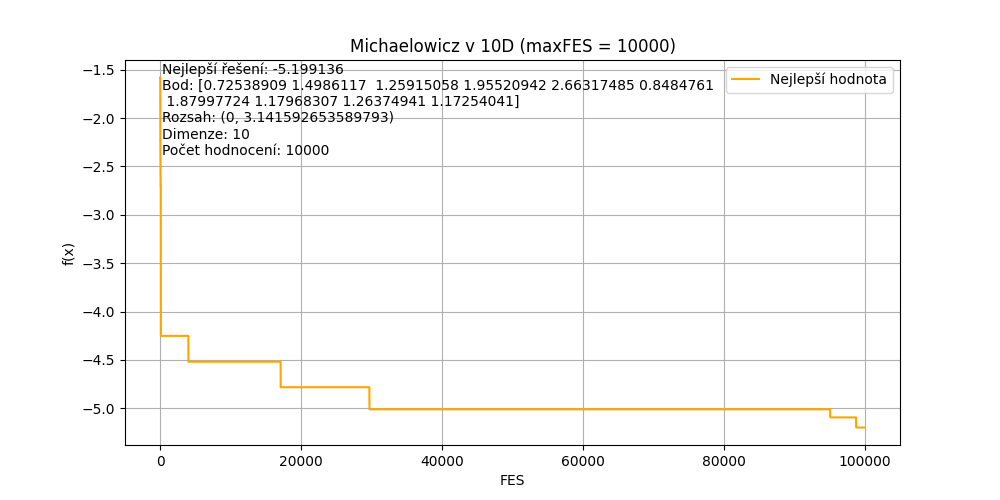 Michaelowicz v 10D (maxFES = 10000)
Nejlepší řešení: -5.199136
Bod: [0.72538909 1.4986117  1.25915058 1.95520942 2.66317485 0.8484761
 1.87997724 1.17968307 1.26374941 1.17254041]
Rozsah: (0, 3.141592653589793)
Dimenze: 10
Počet hodnocení: 10000
Nejlepší hodnota
f(x)
−1.5
−2.0
−2.5
−3.0
−3.5
−4.0
−4.5
−5.0
0 20000 40000 60000 80000 100000
FES